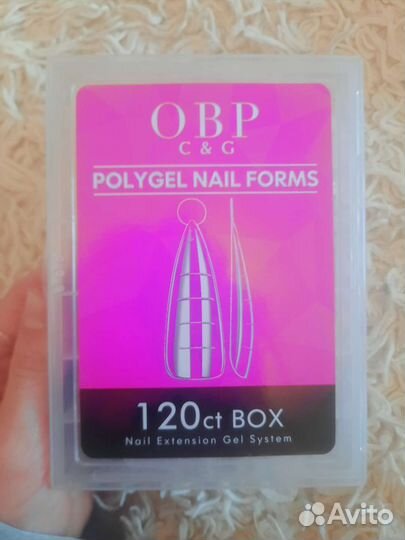 OBP
C & G
POLYGEL NAIL FORMS
120ct BOX
Nail Extension Gel System
Avito